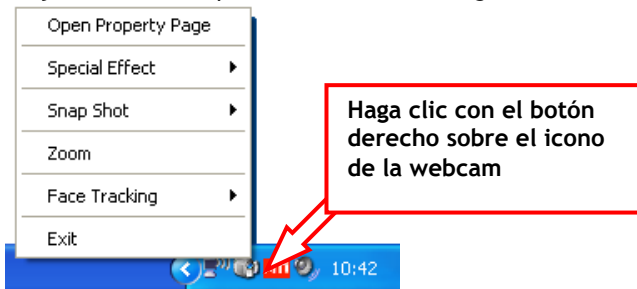 Open Property Page
Special Effect
Snap Shot
Zoom
Face Tracking
Exit
Haga clic con el botón
derecho sobre el icono
de la webcam
10:42